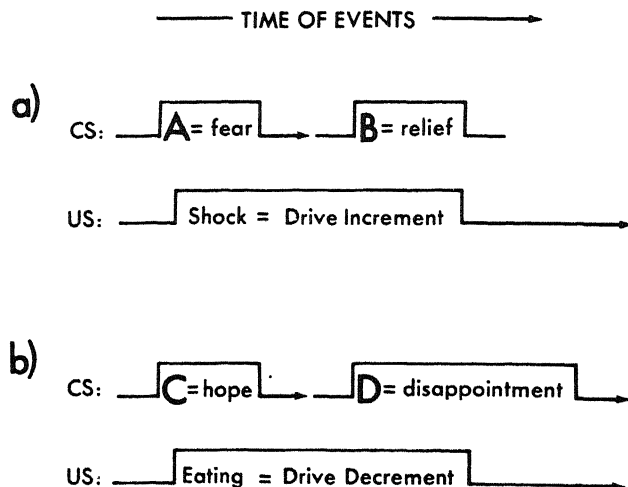 TIME OF EVENTS
a)
CS: A= fear B= relief
US: Shock = Drive Increment
b)
CS: C=hope D= disappointment
US: Eating = Drive Decrement